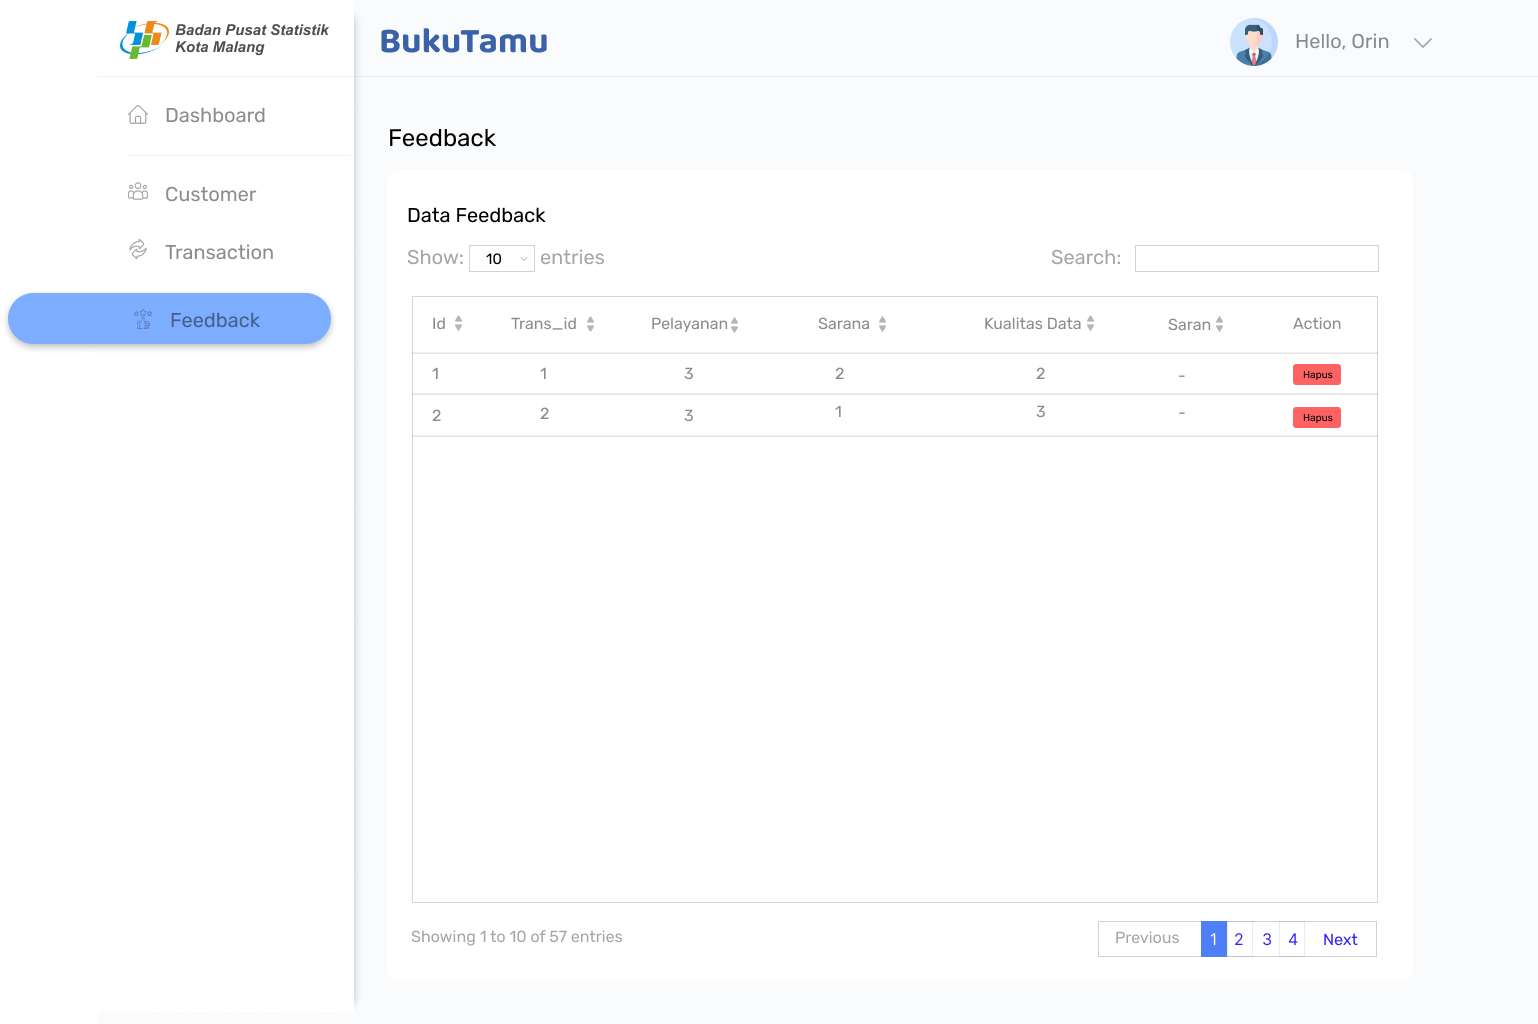 Badan Pusat Statistik
Kota Malang
BukuTamu
Hello, Orin
Dashboard
Customer
Transaction
Feedback
Feedback
Data Feedback
Show: 10 entries
Search:
Id Trans_id Pelayanan Sarana Kualitas Data Saran Action
1 1 3 2 2 - Hapus
2 2 3 1 3 - Hapus
Showing 1 to 10 of 57 entries
Previous 1 2 3 4 Next